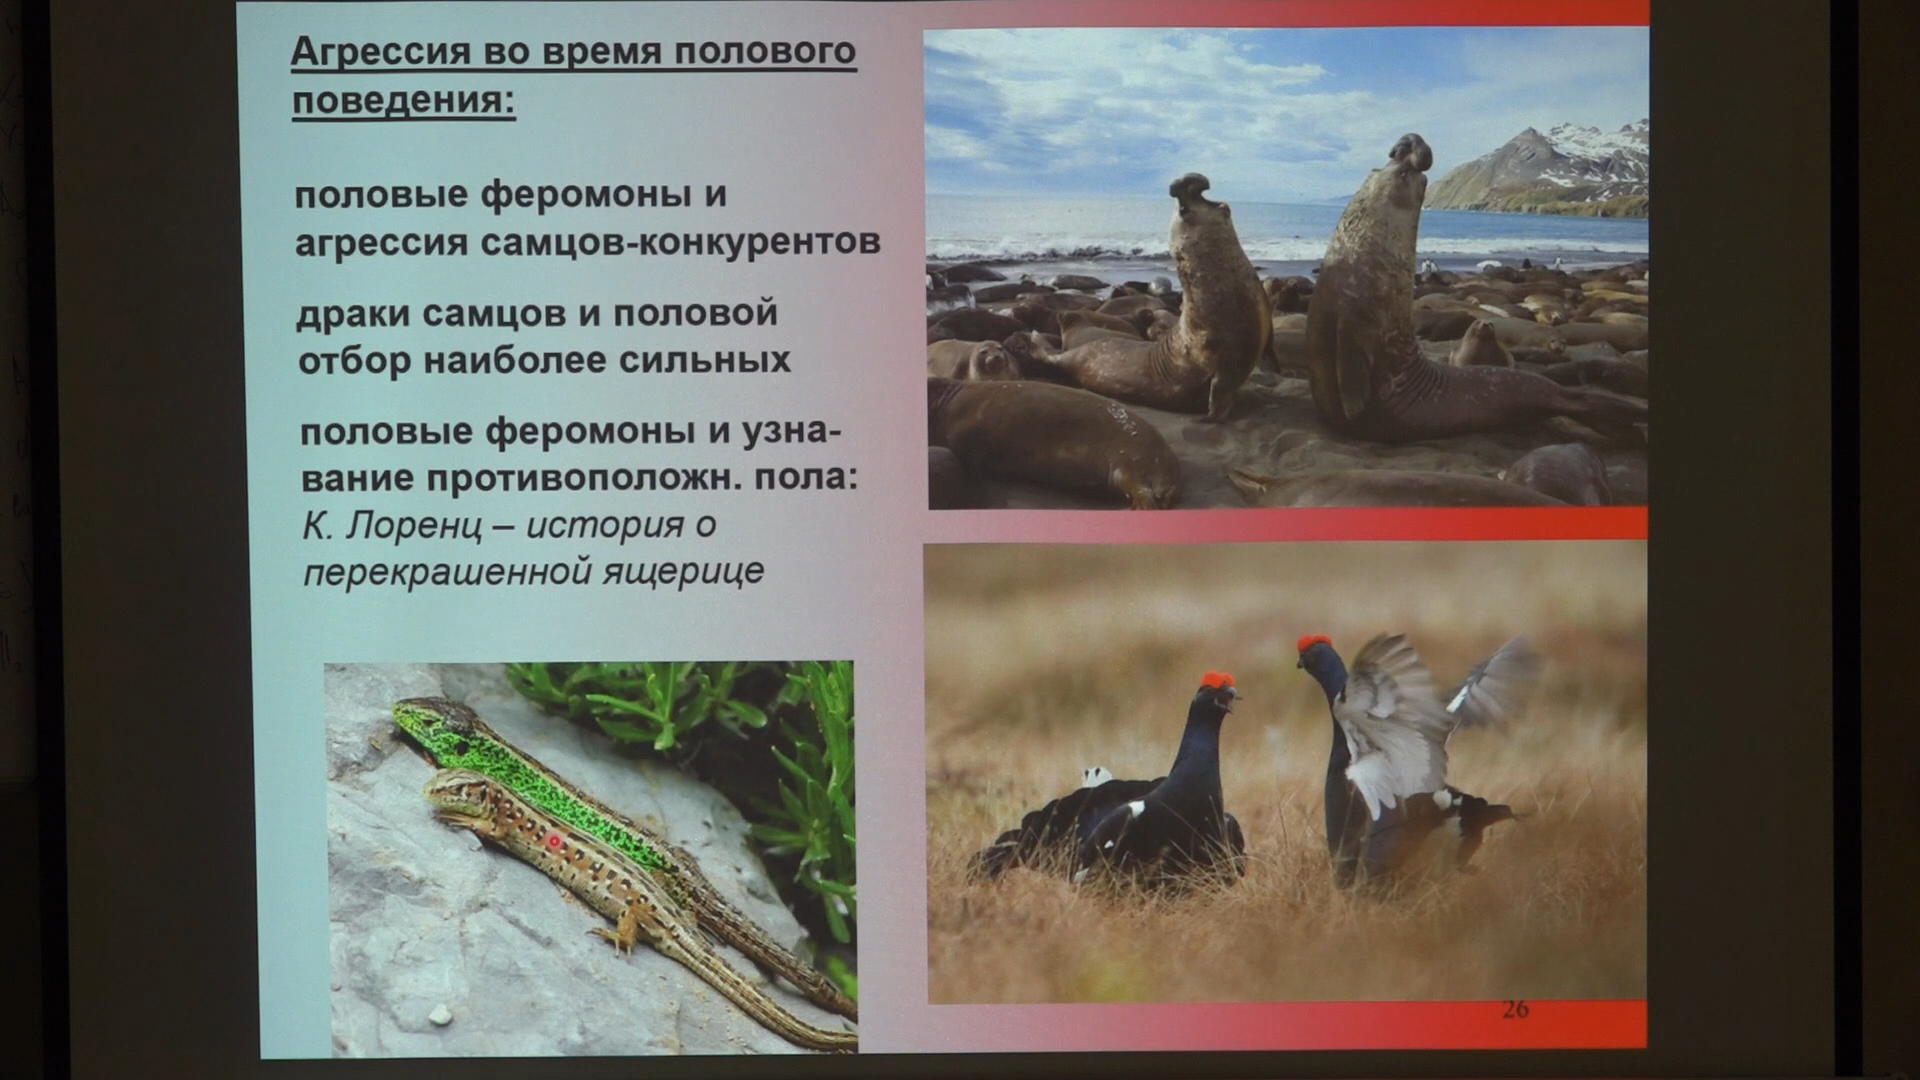 Агрессия во время полового
поведения:
половые феромоны и
агрессия самцов-конкурентов
драки самцов и половой
отбор наиболее сильных
половые феромоны и узна-
вание противоположн. пола:
К. Лоренц – история о
перекрашенной ящерице
26